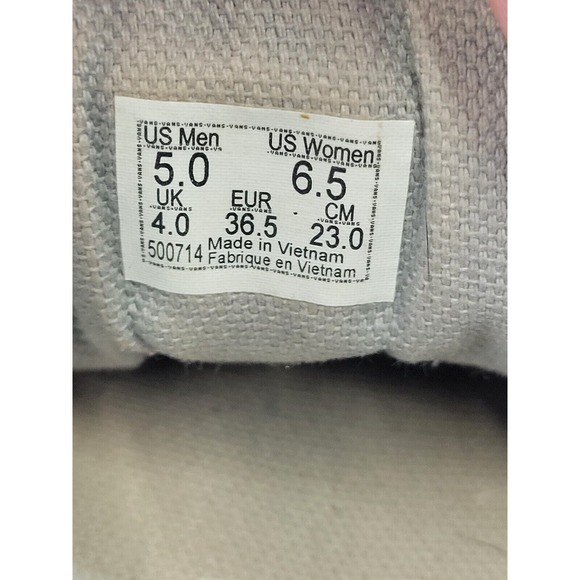 US Men US Women
5.0 6.5
UK EUR CM
4.0 36.5 23.0
500714 Made in Vietnam
Fabrique en Vietnam